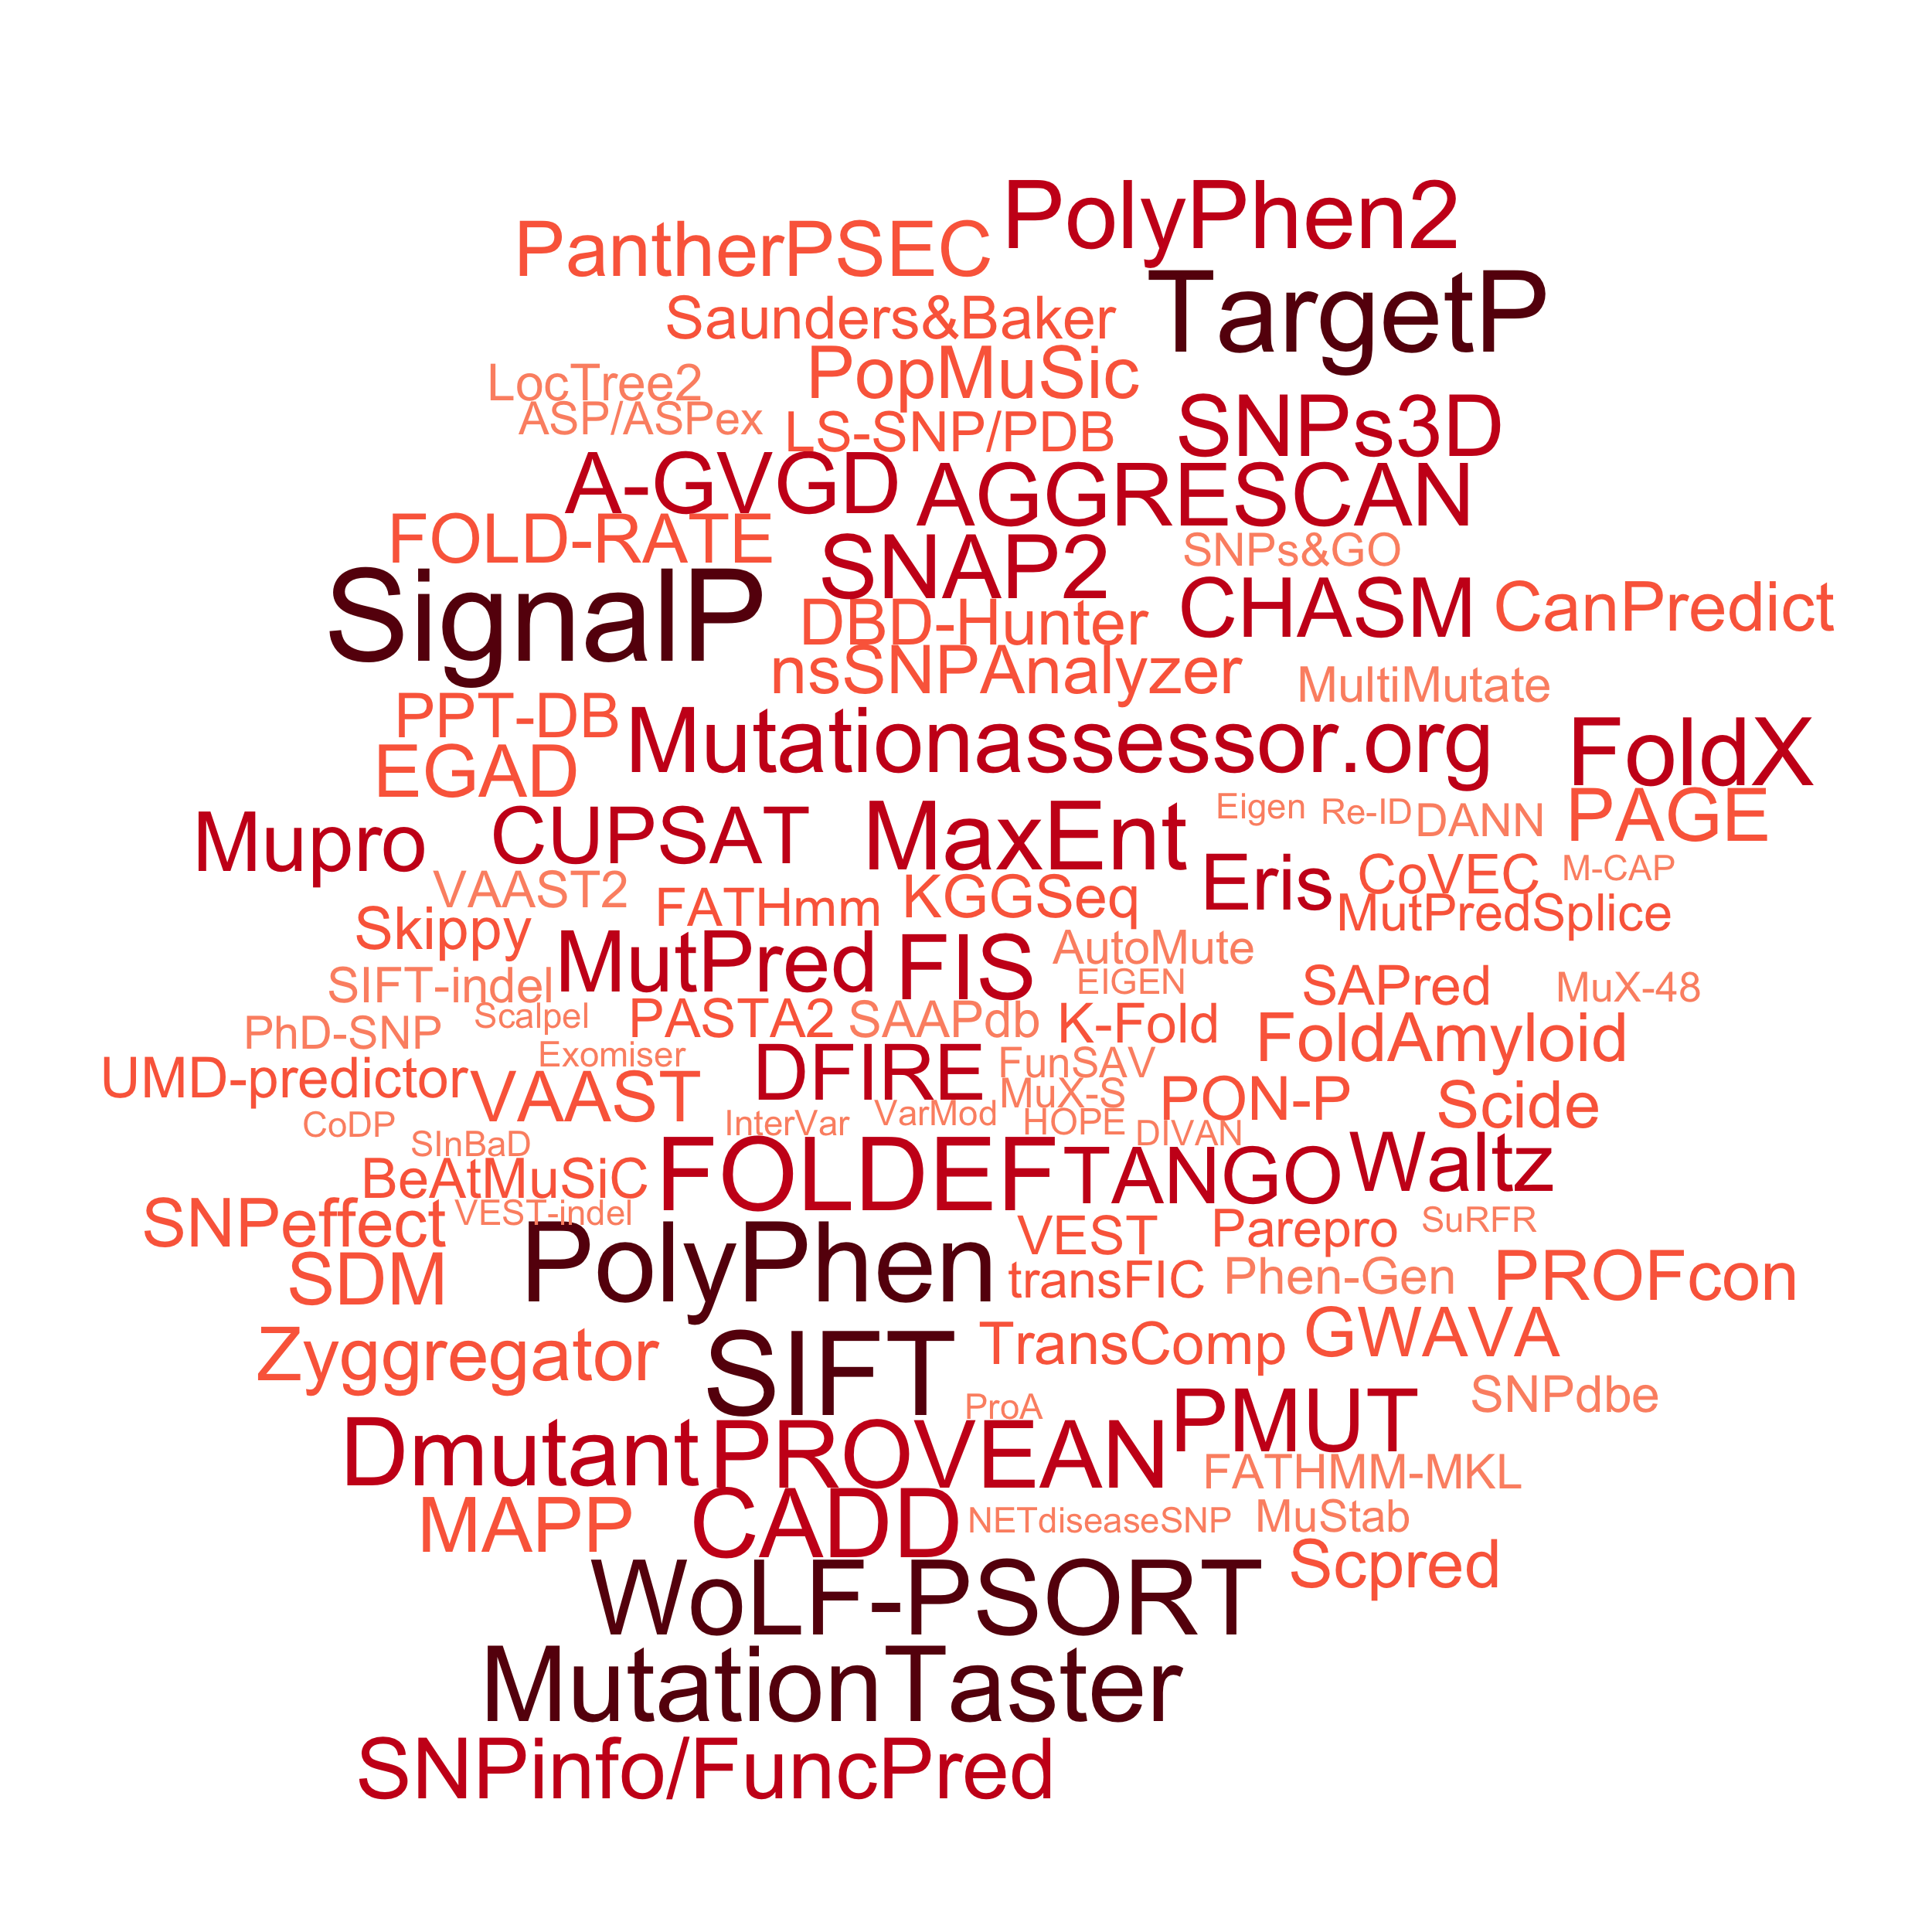 PolyPhen2
PantherPSEC
TargetP
Saunders&Baker
PopMuSic
LocTree2
ASP/ASPex
LS-SNP/PDB
SNPs3D
A-GVGD
AGGRESCAN
FOLD-RATE
SNAP2
SNPs&GO
SignalP
DBD-Hunter
CHASM
CanPredict
nsSNPAnalyzer
MultiMutate
PPT-DB
Mutationassessor.org
FoldX
EGAD
Mupro
CUPSAT
MaxEnt
Eigen
Re-ID
DANN
PAGE
VAAST2
FATHmm
KGGSeq
Eris
CoVEC
M-CAP
MutPredSplice
Skippy
MutPred
FIS
AutoMute
SIFT-indel
EIGEN
SAPred
MuX-48
PhD-SNP
Scalpel
PASTA2
SAAPdb
K-Fold
FoldAmyloid
UMD-predictor
Exomiser
VAAST
DFIRE
FunSAV
MuX-S
PON-P
Scide
CoDP
SInBaD
InterVar
VarMod
HOPE
DIVAN
BeAtMuSiC
FOLDEF
TANGO
Waltz
SNPeffect
VEST-indel
VEST
Parepro
SuRFR
SDM
PolyPhen
transFIC
Phen-Gen
PROFcon
Zyggregator
SIFT
TransComp
GWAVA
ProA
SNPdbe
Dmutant
PROVEAN
PMUT
FATHMM-MKL
MAPP
CADD
NETdiseaseSNP
MuStab
Scpred
WoLF-PSORT
MutationTaster
SNPinfo/FuncPred